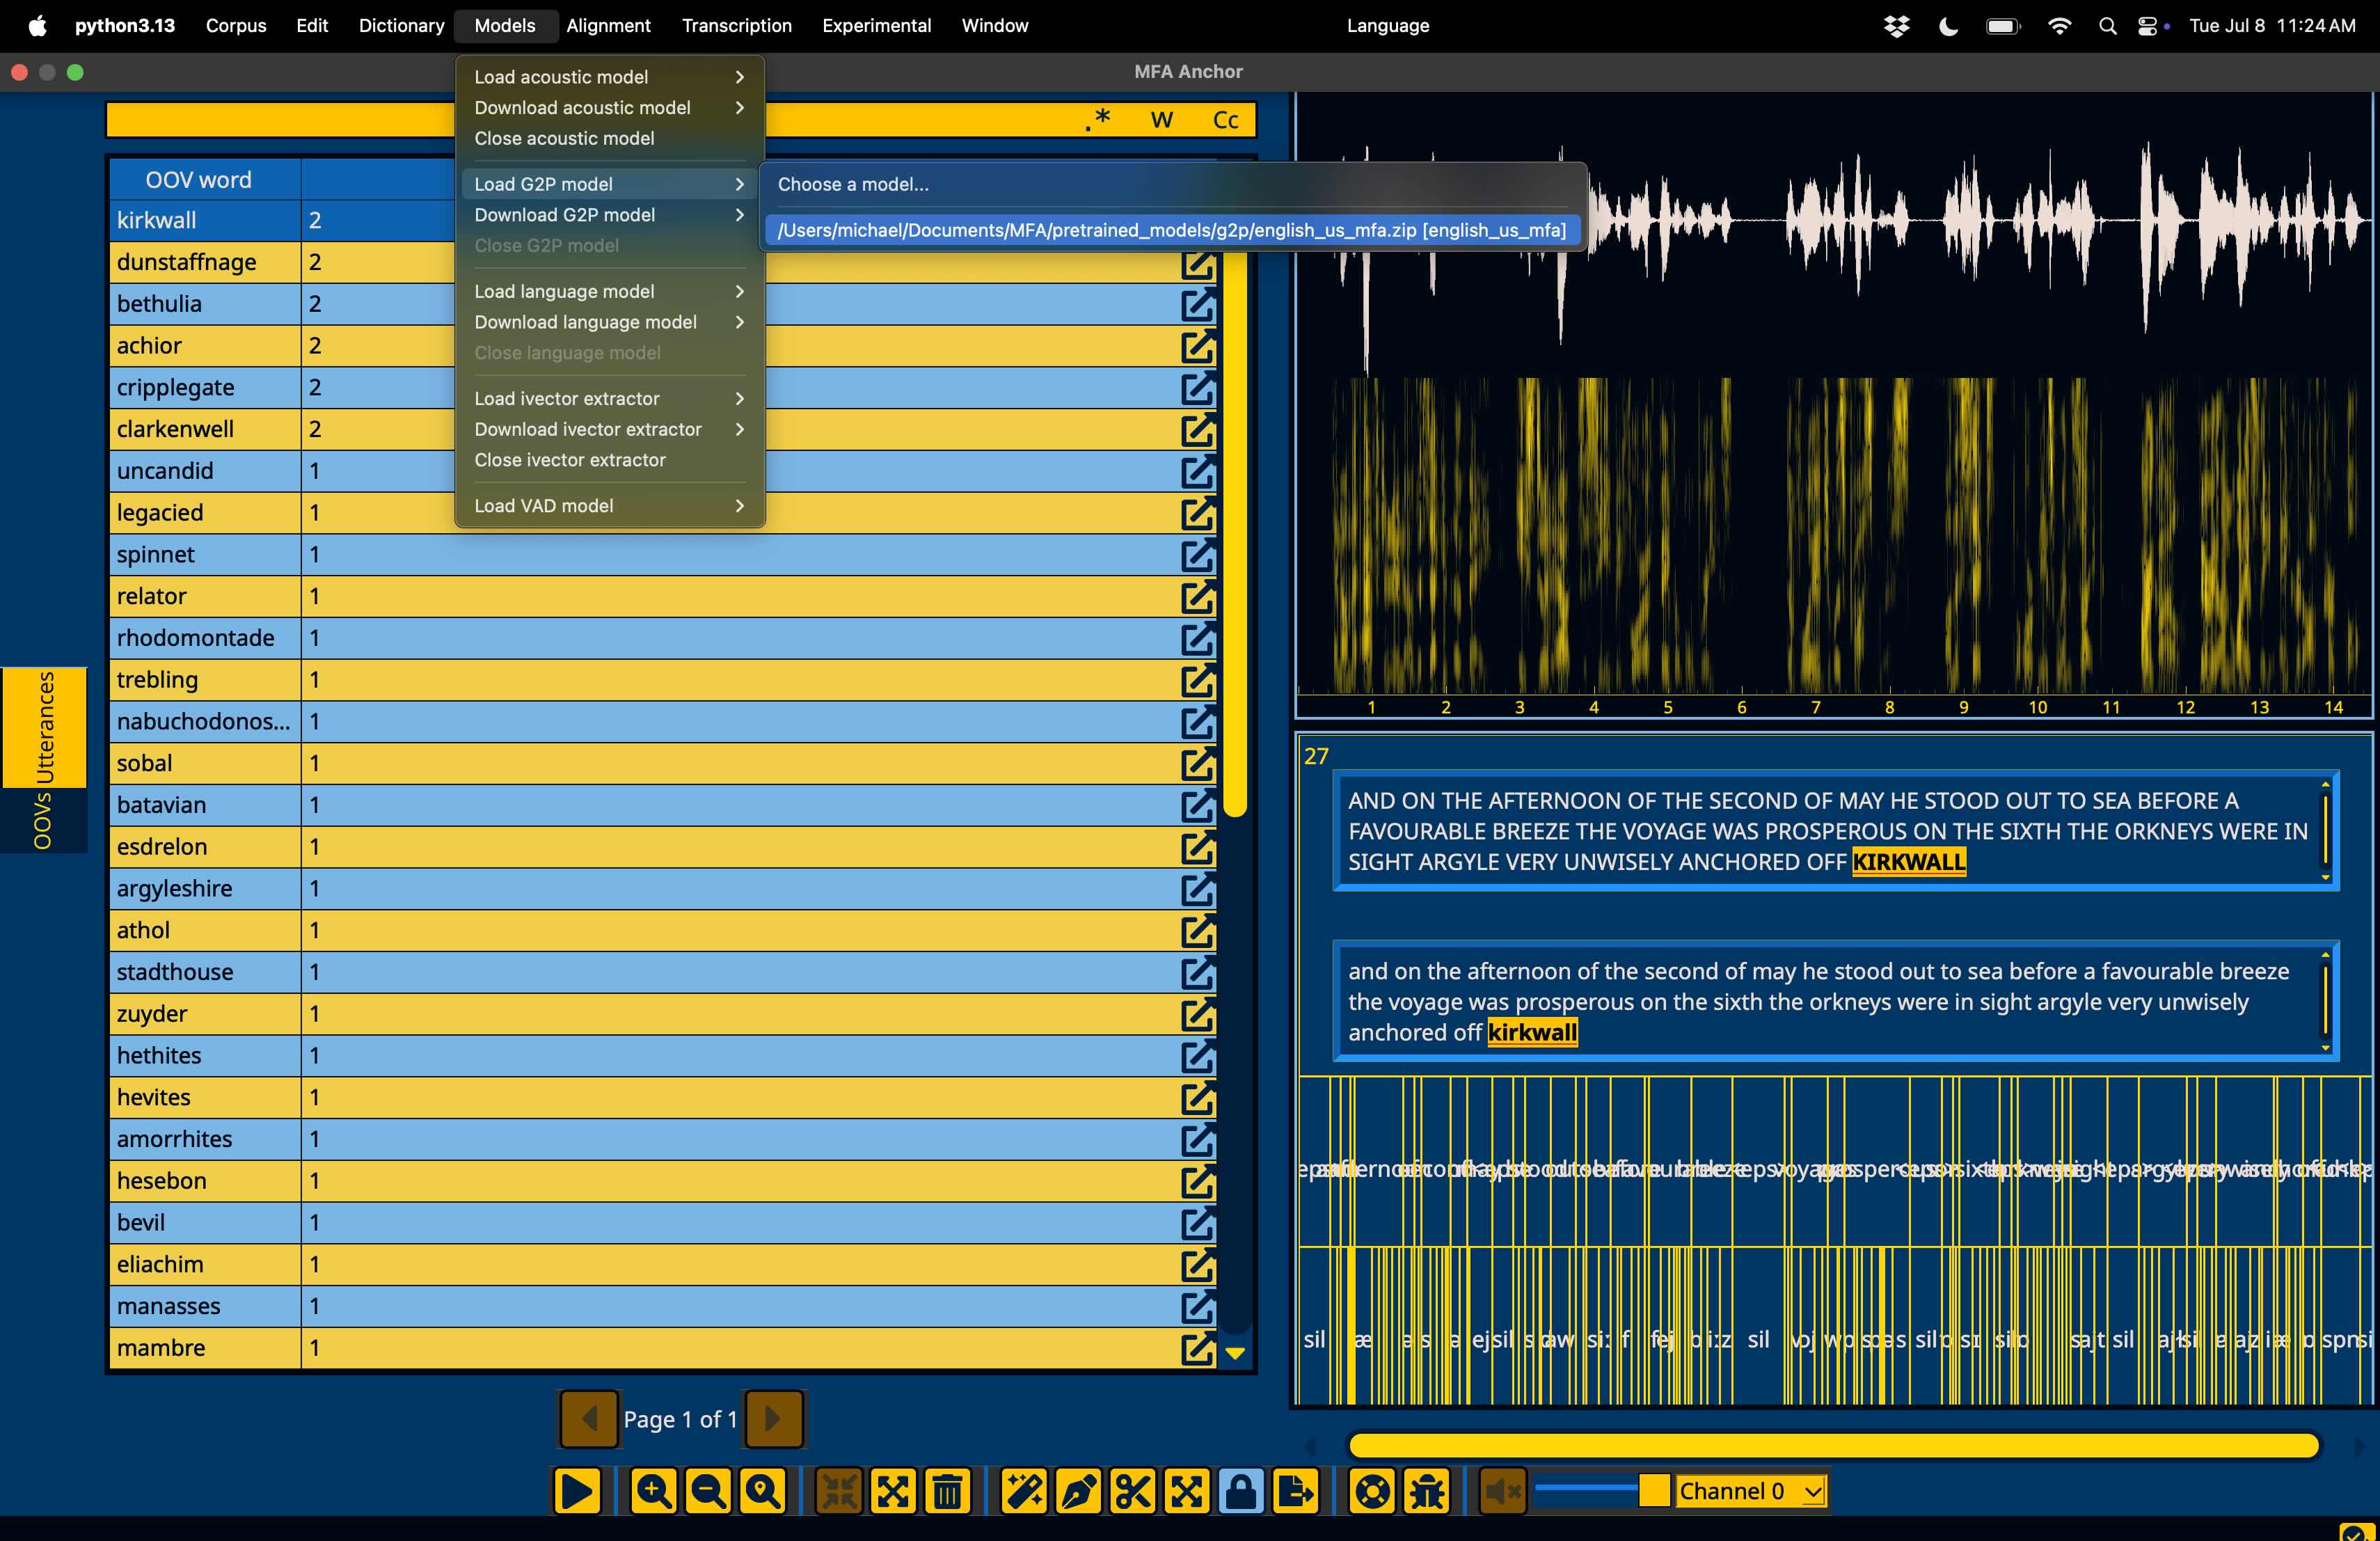 python3.13 Corpus Edit Dictionary Models Alignment Transcription Experimental Window Language Tue Jul 8 11:24 AM
MFA Anchor
Load acoustic model
Download acoustic model
Close acoustic model
Load G2P model
Download G2P model
Close G2P model
Load language model
Download language model
Close language model
Load ivector extractor
Download ivector extractor
Close ivector extractor
Load VAD model
Choose a model...
/Users/michael/Documents/MFA/pretrained_models/g2p/english_us_mfa.zip [english_us_mfa]
.* W Cc
OOV word
kirkwall 2
dunstaffnage 2
bethulia 2
achior 2
cripplegate 2
clarkenwell 2
uncandid 1
legacied 1
spinnet 1
relator 1
rhodomontade 1
trebling 1
nabuchodonos... 1
sobal 1
batavian 1
esdrelon 1
argyleshire 1
athol 1
stadthouse 1
zuyder 1
hethites 1
hevites 1
amorrhites 1
hesebon 1
bevil 1
eliachim 1
manasses 1
mambre 1
Utterances
OOVs
Page 1 of 1
1 2 3 4 5 6 7 8 9 10 11 12 13 14
27
AND ON THE AFTERNOON OF THE SECOND OF MAY HE STOOD OUT TO SEA BEFORE A
FAVOURABLE BREEZE THE VOYAGE WAS PROSPEROUS ON THE SIXTH THE ORKNEYS WERE IN
SIGHT ARGYLE VERY UNWISELY ANCHORED OFF KIRKWALL
and on the afternoon of the second of may he stood out to sea before a favourable breeze
the voyage was prosperous on the sixth the orkneys were in sight argyle very unwisely
anchored off kirkwall
sil sil sil
Channel 0